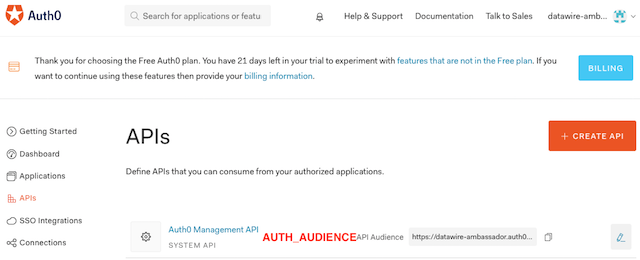 Auth0
Search for applications or featu
Help & Support
Documentation
Talk to Sales
datawire-amb...
Thank you for choosing the Free Auth0 plan. You have 21 days left in your trial to experiment with features that are not in the Free plan. If you
want to continue using these features then provide your billing information.
BILLING
Getting Started
Dashboard
Applications
APIs
SSO Integrations
Connections
APIs
+ CREATE API
Define APIs that you can consume from your authorized applications.
Auth0 Management API
SYSTEM API
AUTH_AUDIENCE
API Audience
https://datawire-ambassador.auth0...